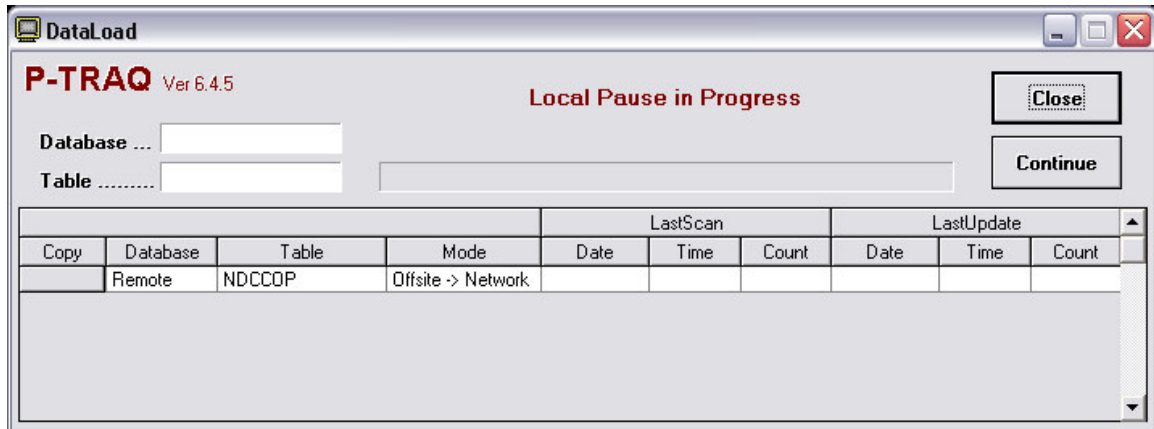 DataLoad
P-TRAQ Ver 6.4.5
Local Pause in Progress
Close
Database ...
Continue
Table .........
LastScan LastUpdate
Copy Database Table Mode Date Time Count Date Time Count
Remote NDCCOP Offsite -> Network